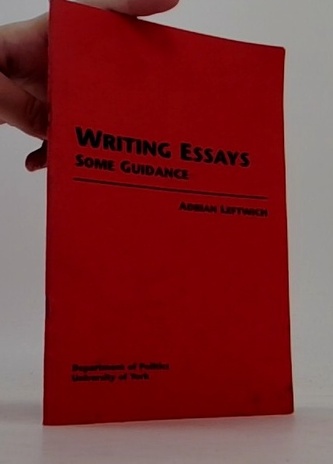 WRITING ESSAYS
SOME GUIDANCE
ADRIAN LEFTWICH
Department of Politics
University of York